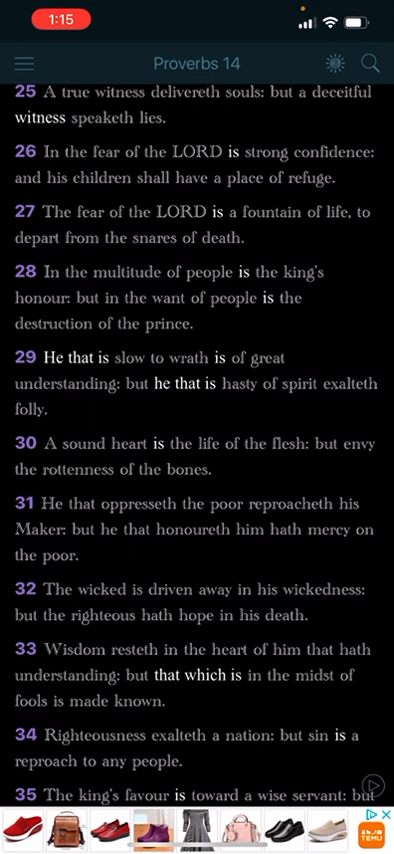 1:15
Proverbs 14
25 A true witness delivereth souls: but a deceitful
witness speaketh lies.
26 In the fear of the LORD is strong confidence:
and his children shall have a place of refuge.
27 The fear of the LORD is a fountain of life, to
depart from the snares of death.
28 In the multitude of people is the king's
honour: but in the want of people is the
destruction of the prince.
29 He that is slow to wrath is of great
understanding: but he that is hasty of spirit exalteth
folly.
30 A sound heart is the life of the flesh: but envy
the rottenness of the bones.
31 He that oppresseth the poor reproacheth his
Maker: but he that honoureth him hath mercy on
the poor.
32 The wicked is driven away in his wickedness:
but the righteous hath hope in his death.
33 Wisdom resteth in the heart of him that hath
understanding: but that which is in the midst of
fools is made known.
34 Righteousness exalteth a nation: but sin is a
reproach to any people.
35 The king's favour is toward a wise servant: but
TEMU